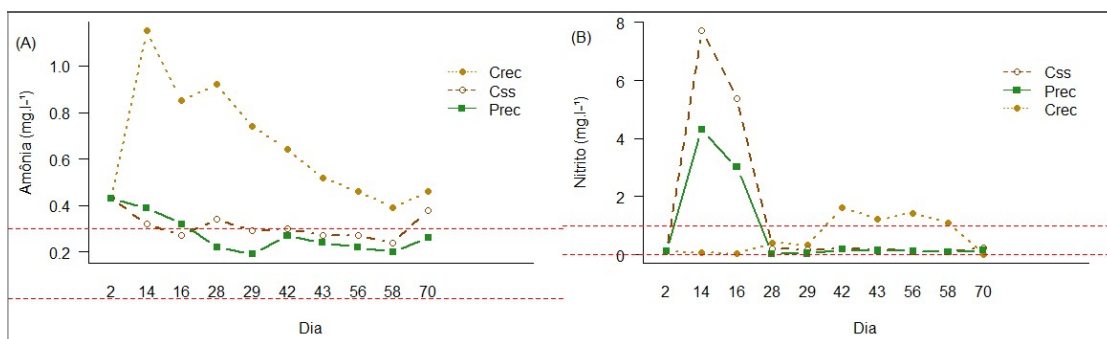 (A)
Amônia (mg.l-¹)
1.0
0.8
0.6
0.4
0.2
Crec
Css
Prec
2 14 16 28 29 42 43 56 58 70
Dia
(B)
Nitrito (mg.l-¹)
8
6
4
2
0
Css
Prec
Crec
2 14 16 28 29 42 43 56 58 70
Dia